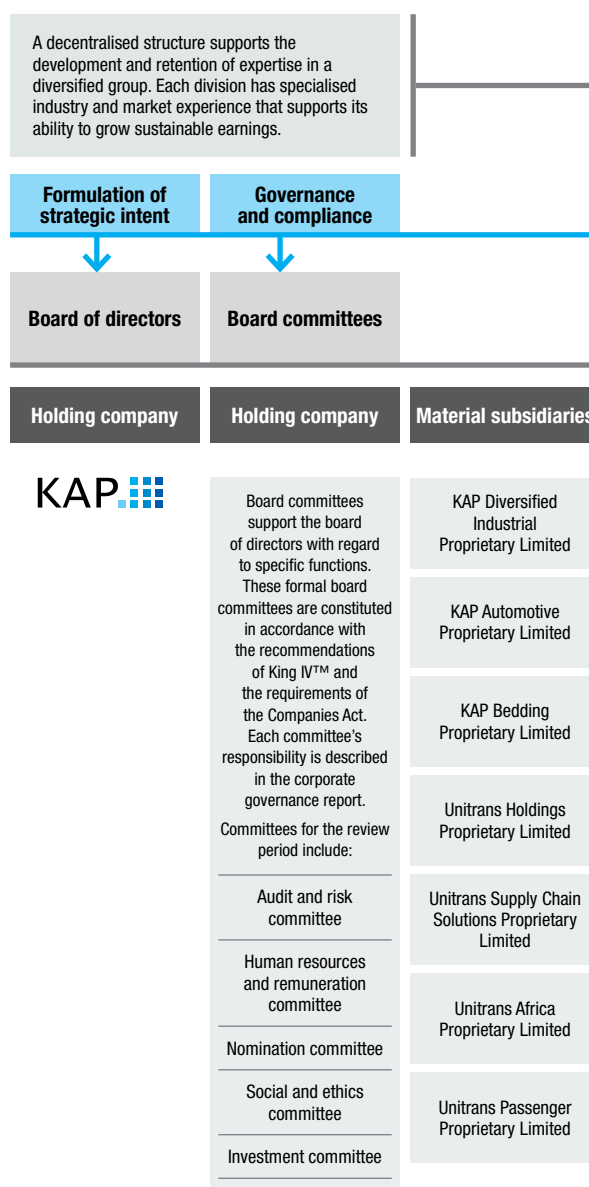 A decentralised structure supports the
development and retention of expertise in a
diversified group. Each division has specialised
industry and market experience that supports its
ability to grow sustainable earnings.
Formulation of
strategic intent
Governance
and compliance
Board of directors
Board committees
Holding company
Holding company
Material subsidiaries
KAP
Board committees
support the board
of directors with regard
to specific functions.
These formal board
committees are constituted
in accordance with
the recommendations
of King IV™ and
the requirements of
the Companies Act.
Each committee's
responsibility is described
in the corporate
governance report.
Committees for the review
period include:
Audit and risk
committee
Human resources
and remuneration
committee
Nomination committee
Social and ethics
committee
Investment committee
KAP Diversified
Industrial
Proprietary Limited
KAP Automotive
Proprietary Limited
KAP Bedding
Proprietary Limited
Unitrans Holdings
Proprietary Limited
Unitrans Supply Chain
Solutions Proprietary
Limited
Unitrans Africa
Proprietary Limited
Unitrans Passenger
Proprietary Limited